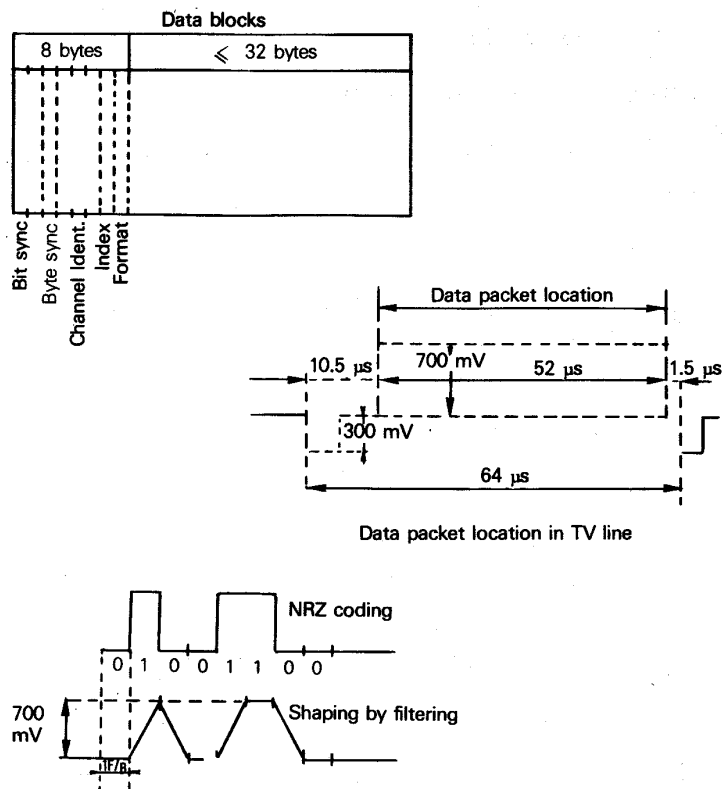 Data blocks
8 bytes
⩽ 32 bytes
Bit sync
Byte sync
Channel Ident.
Index
Format
Data packet location
10.5 µs
700 mV
52 µs
1.5 µs
300 mV
64 µs
Data packet location in TV line
NRZ coding
0 1 0 0 1 1 0 0
700 mV
Shaping by filtering
1F/B